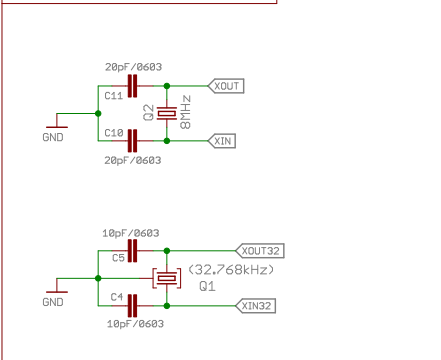 20pF/0603
C11
XOUT
Q2
8MHz
GND
C10
XIN
20pF/0603
10pF/0603
C5
XOUT32
(32.768kHz)
Q1
GND
C4
XIN32
10pF/0603